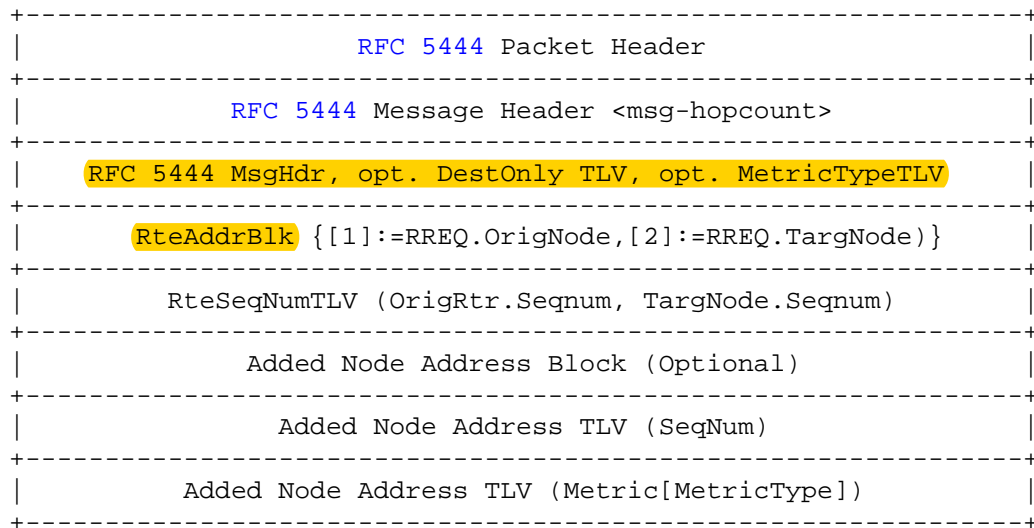 +-----------------------------------------------------------------+
| RFC 5444 Packet Header |
+-----------------------------------------------------------------+
| RFC 5444 Message Header <msg-hopcount> |
+-----------------------------------------------------------------+
| RFC 5444 MsgHdr, opt. DestOnly TLV, opt. MetricTypeTLV |
+-----------------------------------------------------------------+
| RteAddrBlk {[1]:=RREQ.OrigNode,[2]:=RREQ.TargNode)} |
+-----------------------------------------------------------------+
| RteSeqNumTLV (OrigRtr.Seqnum, TargNode.Seqnum) |
+-----------------------------------------------------------------+
| Added Node Address Block (Optional) |
+-----------------------------------------------------------------+
| Added Node Address TLV (SeqNum) |
+-----------------------------------------------------------------+
| Added Node Address TLV (Metric[MetricType]) |
+-----------------------------------------------------------------+